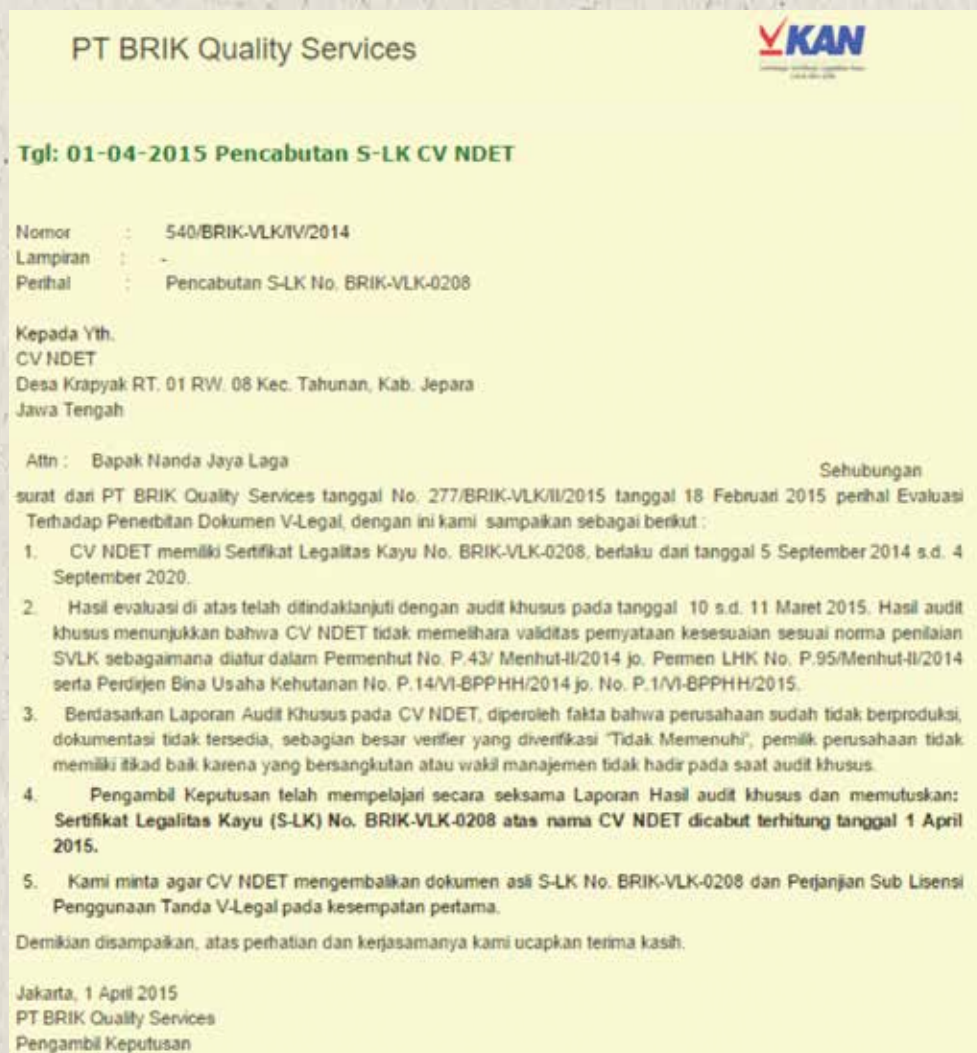 PT BRIK Quality Services
KAN
Tgl: 01-04-2015 Pencabutan S-LK CV NDET
Nomor : 540/BRIK-VLK/IV/2014
Lampiran : -
Perihal : Pencabutan S-LK No. BRIK-VLK-0208
Kepada Yth.
CV NDET
Desa Krapyak RT. 01 RW. 08 Kec. Tahunan, Kab. Jepara
Jawa Tengah
Attn : Bapak Nanda Jaya Laga
Sehubungan
surat dari PT BRIK Quality Services tanggal No. 277/BRIK-VLK/II/2015 tanggal 18 Februari 2015 perihal Evaluasi
Terhadap Penerbitan Dokumen V-Legal, dengan ini kami sampaikan sebagai berikut :
1. CV NDET memiliki Sertifikat Legalitas Kayu No. BRIK-VLK-0208, berlaku dari tanggal 5 September 2014 s.d. 4
September 2020.
2. Hasil evaluasi di atas telah ditindaklanjuti dengan audit khusus pada tanggal 10 s.d. 11 Maret 2015. Hasil audit
khusus menunjukkan bahwa CV NDET tidak memelihara validitas pernyataan kesesuaian sesuai norma penilaian
SVLK sebagaimana diatur dalam Permenhut No. P.43/ Menhut-II/2014 jo. Permen LHK No. P.95/Menhut-II/2014
serta Perdirjen Bina Usaha Kehutanan No. P.14/VI-BPPHH/2014 jo. No. P.1/VI-BPPHH/2015.
3. Berdasarkan Laporan Audit Khusus pada CV NDET, diperoleh fakta bahwa perusahaan sudah tidak berproduksi,
dokumentasi tidak tersedia, sebagian besar verifier yang diverifikasi "Tidak Memenuhi", pemilik perusahaan tidak
memiliki itikad baik karena yang bersangkutan atau wakil manajemen tidak hadir pada saat audit khusus.
4. Pengambil Keputusan telah mempelajari secara seksama Laporan Hasil audit khusus dan memutuskan:
Sertifikat Legalitas Kayu (S-LK) No. BRIK-VLK-0208 atas nama CV NDET dicabut terhitung tanggal 1 April
2015.
5. Kami minta agar CV NDET mengembalikan dokumen asli S-LK No. BRIK-VLK-0208 dan Perjanjian Sub Lisensi
Penggunaan Tanda V-Legal pada kesempatan pertama.
Demikian disampaikan, atas perhatian dan kerjasamanya kami ucapkan terima kasih.
Jakarta, 1 April 2015
PT BRIK Quality Services
Pengambil Keputusan